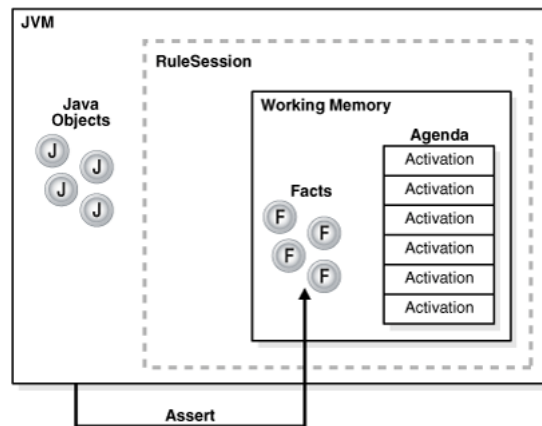 JVM
RuleSession
Java
Objects
J
J
J
J
Working Memory
Facts
F
F
F
F
Agenda
Activation
Activation
Activation
Activation
Activation
Activation
Assert